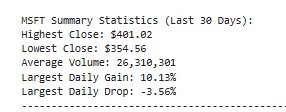 MSFT Summary Statistics (Last 30 Days):
Highest Close: $401.02
Lowest Close: $354.56
Average Volume: 26,310,301
Largest Daily Gain: 10.13%
Largest Daily Drop: -3.56%
----------------------------------------